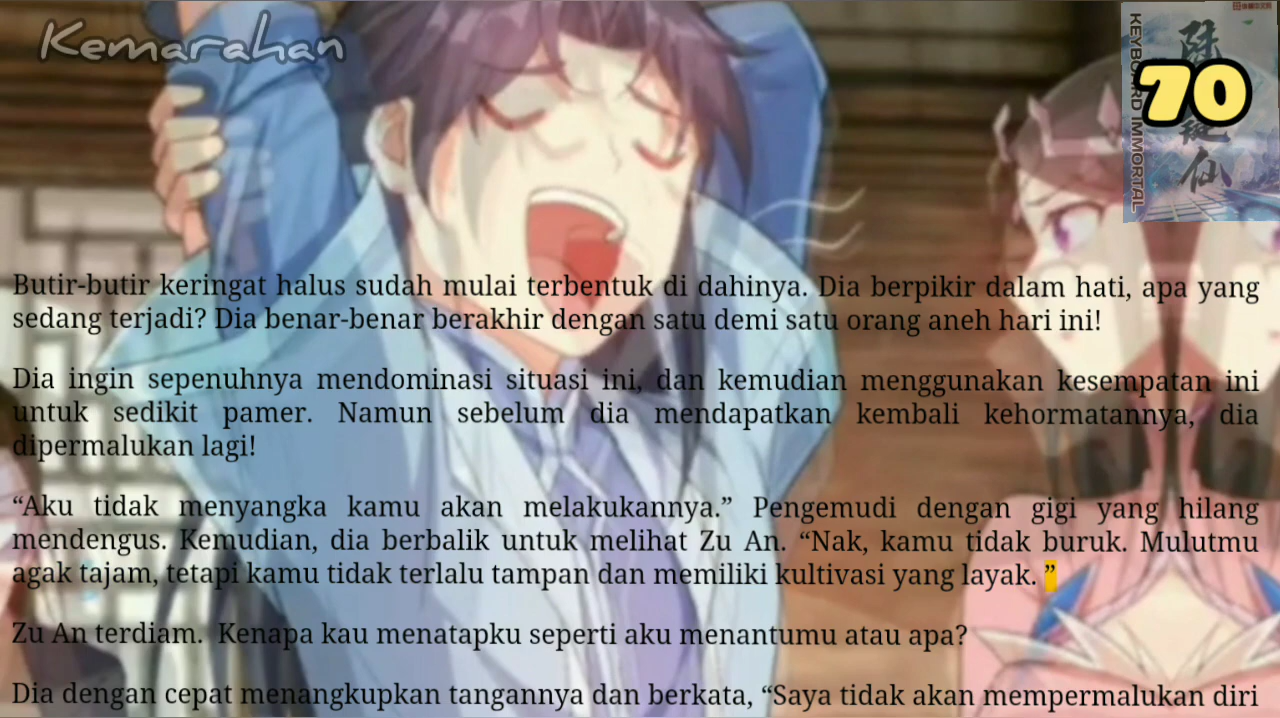 Kemarahan
70
KEYBOARD IMMORTAL
Butir-butir keringat halus sudah mulai terbentuk di dahinya. Dia berpikir dalam hati, apa yang
sedang terjadi? Dia benar-benar berakhir dengan satu demi satu orang aneh hari ini!
Dia ingin sepenuhnya mendominasi situasi ini, dan kemudian menggunakan kesempatan ini
untuk sedikit pamer. Namun sebelum dia mendapatkan kembali kehormatannya, dia
dipermalukan lagi!
“Aku tidak menyangka kamu akan melakukannya.” Pengemudi dengan gigi yang hilang
mendengus. Kemudian, dia berbalik untuk melihat Zu An. “Nak, kamu tidak buruk. Mulutmu
agak tajam, tetapi kamu tidak terlalu tampan dan memiliki kultivasi yang layak. ”
Zu An terdiam.  Kenapa kau menatapku seperti aku menantumu atau apa?
Dia dengan cepat menangkupkan tangannya dan berkata, “Saya tidak akan mempermalukan diri